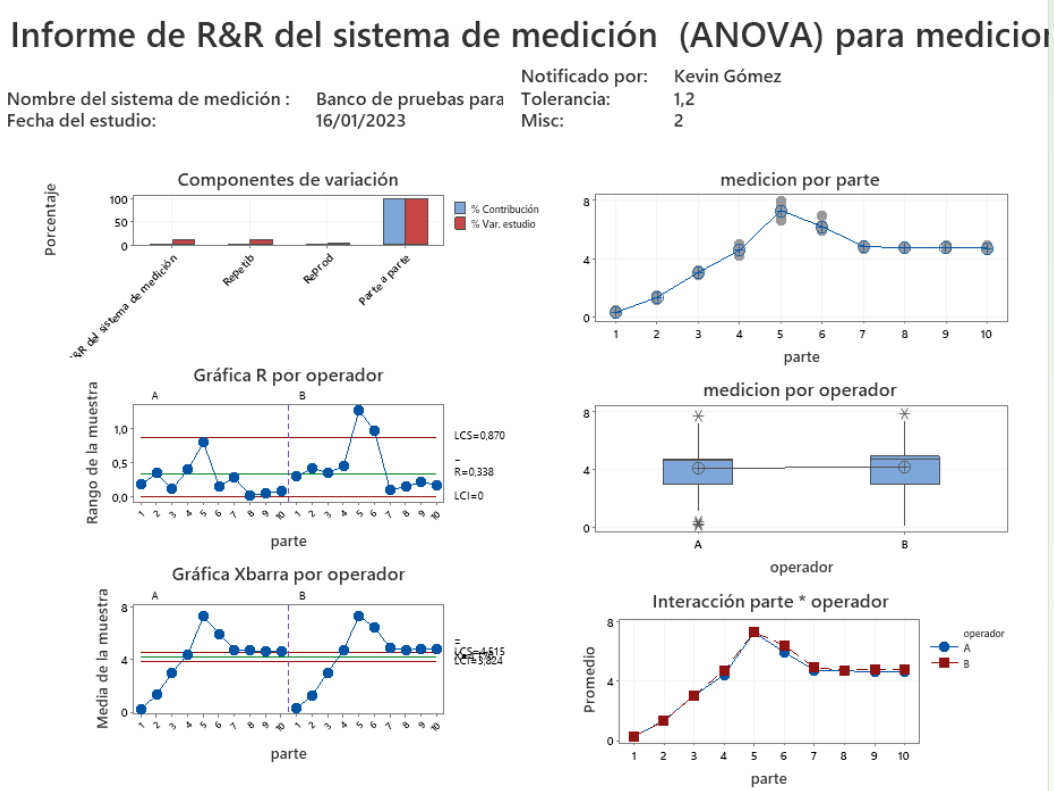 Informe de R&R del sistema de medición (ANOVA) para medicion
Notificado por: Kevin Gómez
Nombre del sistema de medición : Banco de pruebas para
Tolerancia: 1,2
Fecha del estudio: 16/01/2023
Misc: 2
Componentes de variación
Porcentaje
100
50
0
&R del sistema de medición
Repetib
ReProd
Parte a parte
% Contribución
% Var. estudio
medicion por parte
8
4
0
1 2 3 4 5 6 7 8 9 10
parte
Gráfica R por operador
A B
Rango de la muestra
1,0
0,5
0,0
LCS=0,870
R=0,338
LCI=0
1 2 3 4 5 6 7 8 9 10 1 2 3 4 5 6 7 8 9 10
parte
medicion por operador
8
4
0
A B
operador
Gráfica Xbarra por operador
A B
Media de la muestra
8
4
0
LCS=4,515
LCI=3,824
1 2 3 4 5 6 7 8 9 10 1 2 3 4 5 6 7 8 9 10
parte
Interacción parte * operador
Promedio
8
4
0
1 2 3 4 5 6 7 8 9 10
parte
operador
A
B